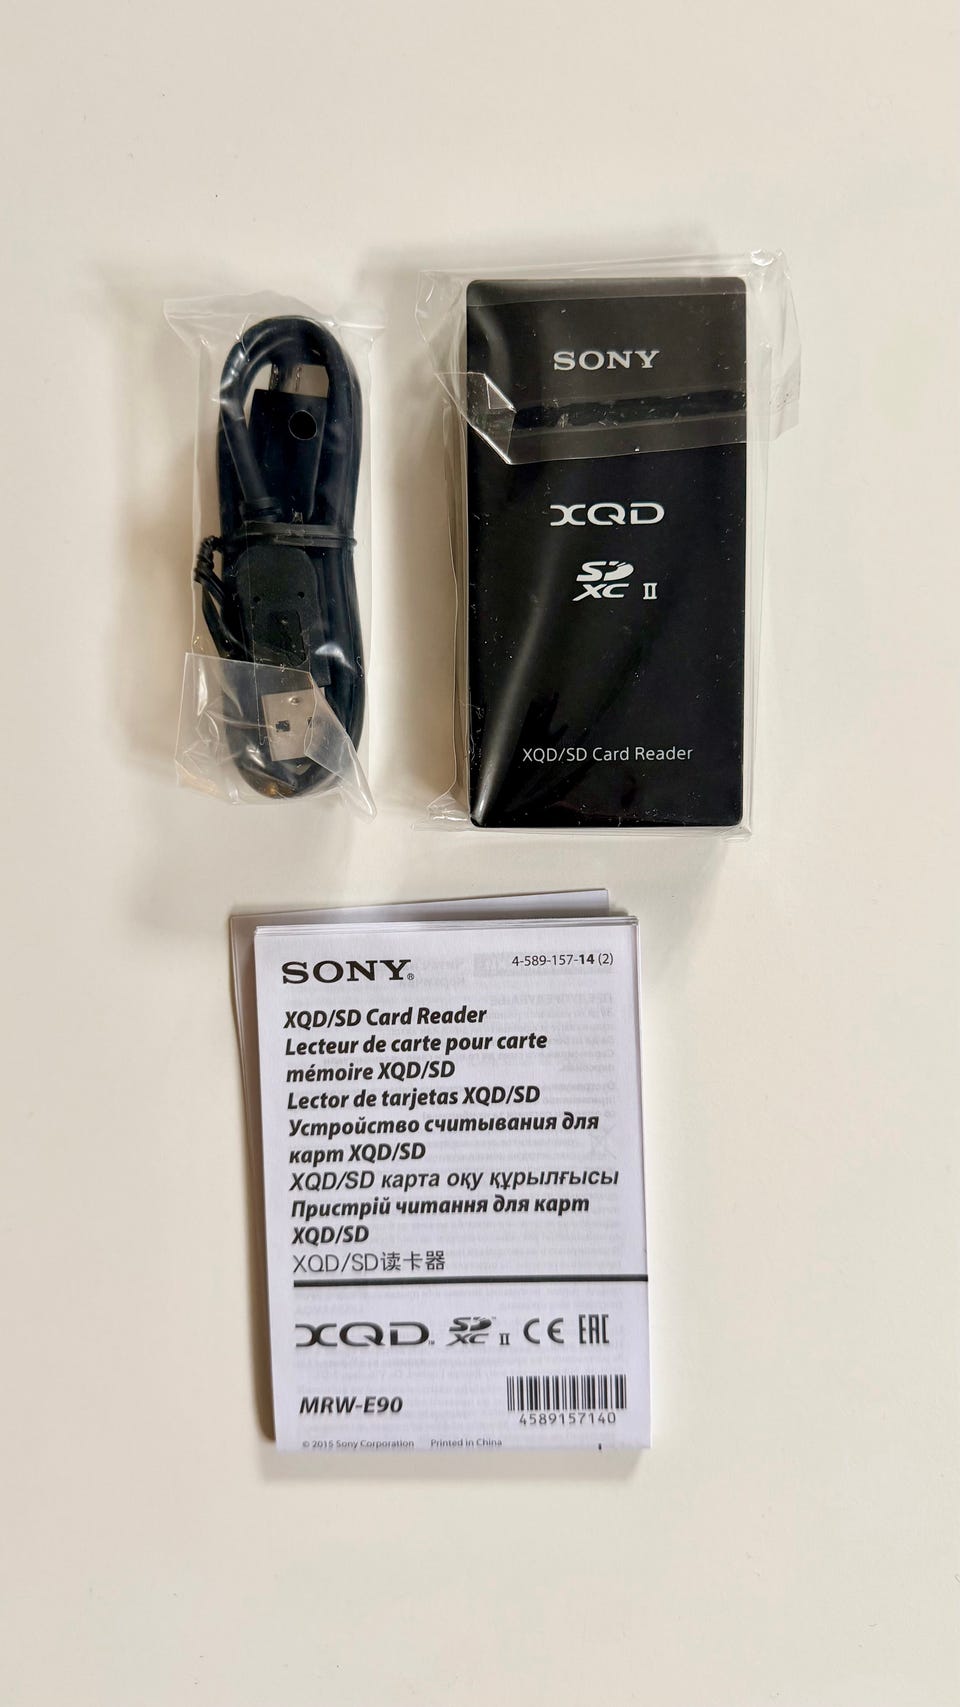 SONY
XQD
SD
XC II
XQD/SD Card Reader
SONY®
4-589-157-14 (2)
XQD/SD Card Reader
Lecteur de carte pour carte
mémoire XQD/SD
Lector de tarjetas XQD/SD
Устройство считывания для
карт XQD/SD
XQD/SD карта оқу құрылғысы
Пристрій читання для карт
XQD/SD
XQD/SD读卡器
XQD™ SD XC™ II CE EAC
MRW-E90
4589157140
© 2015 Sony Corporation Printed in China